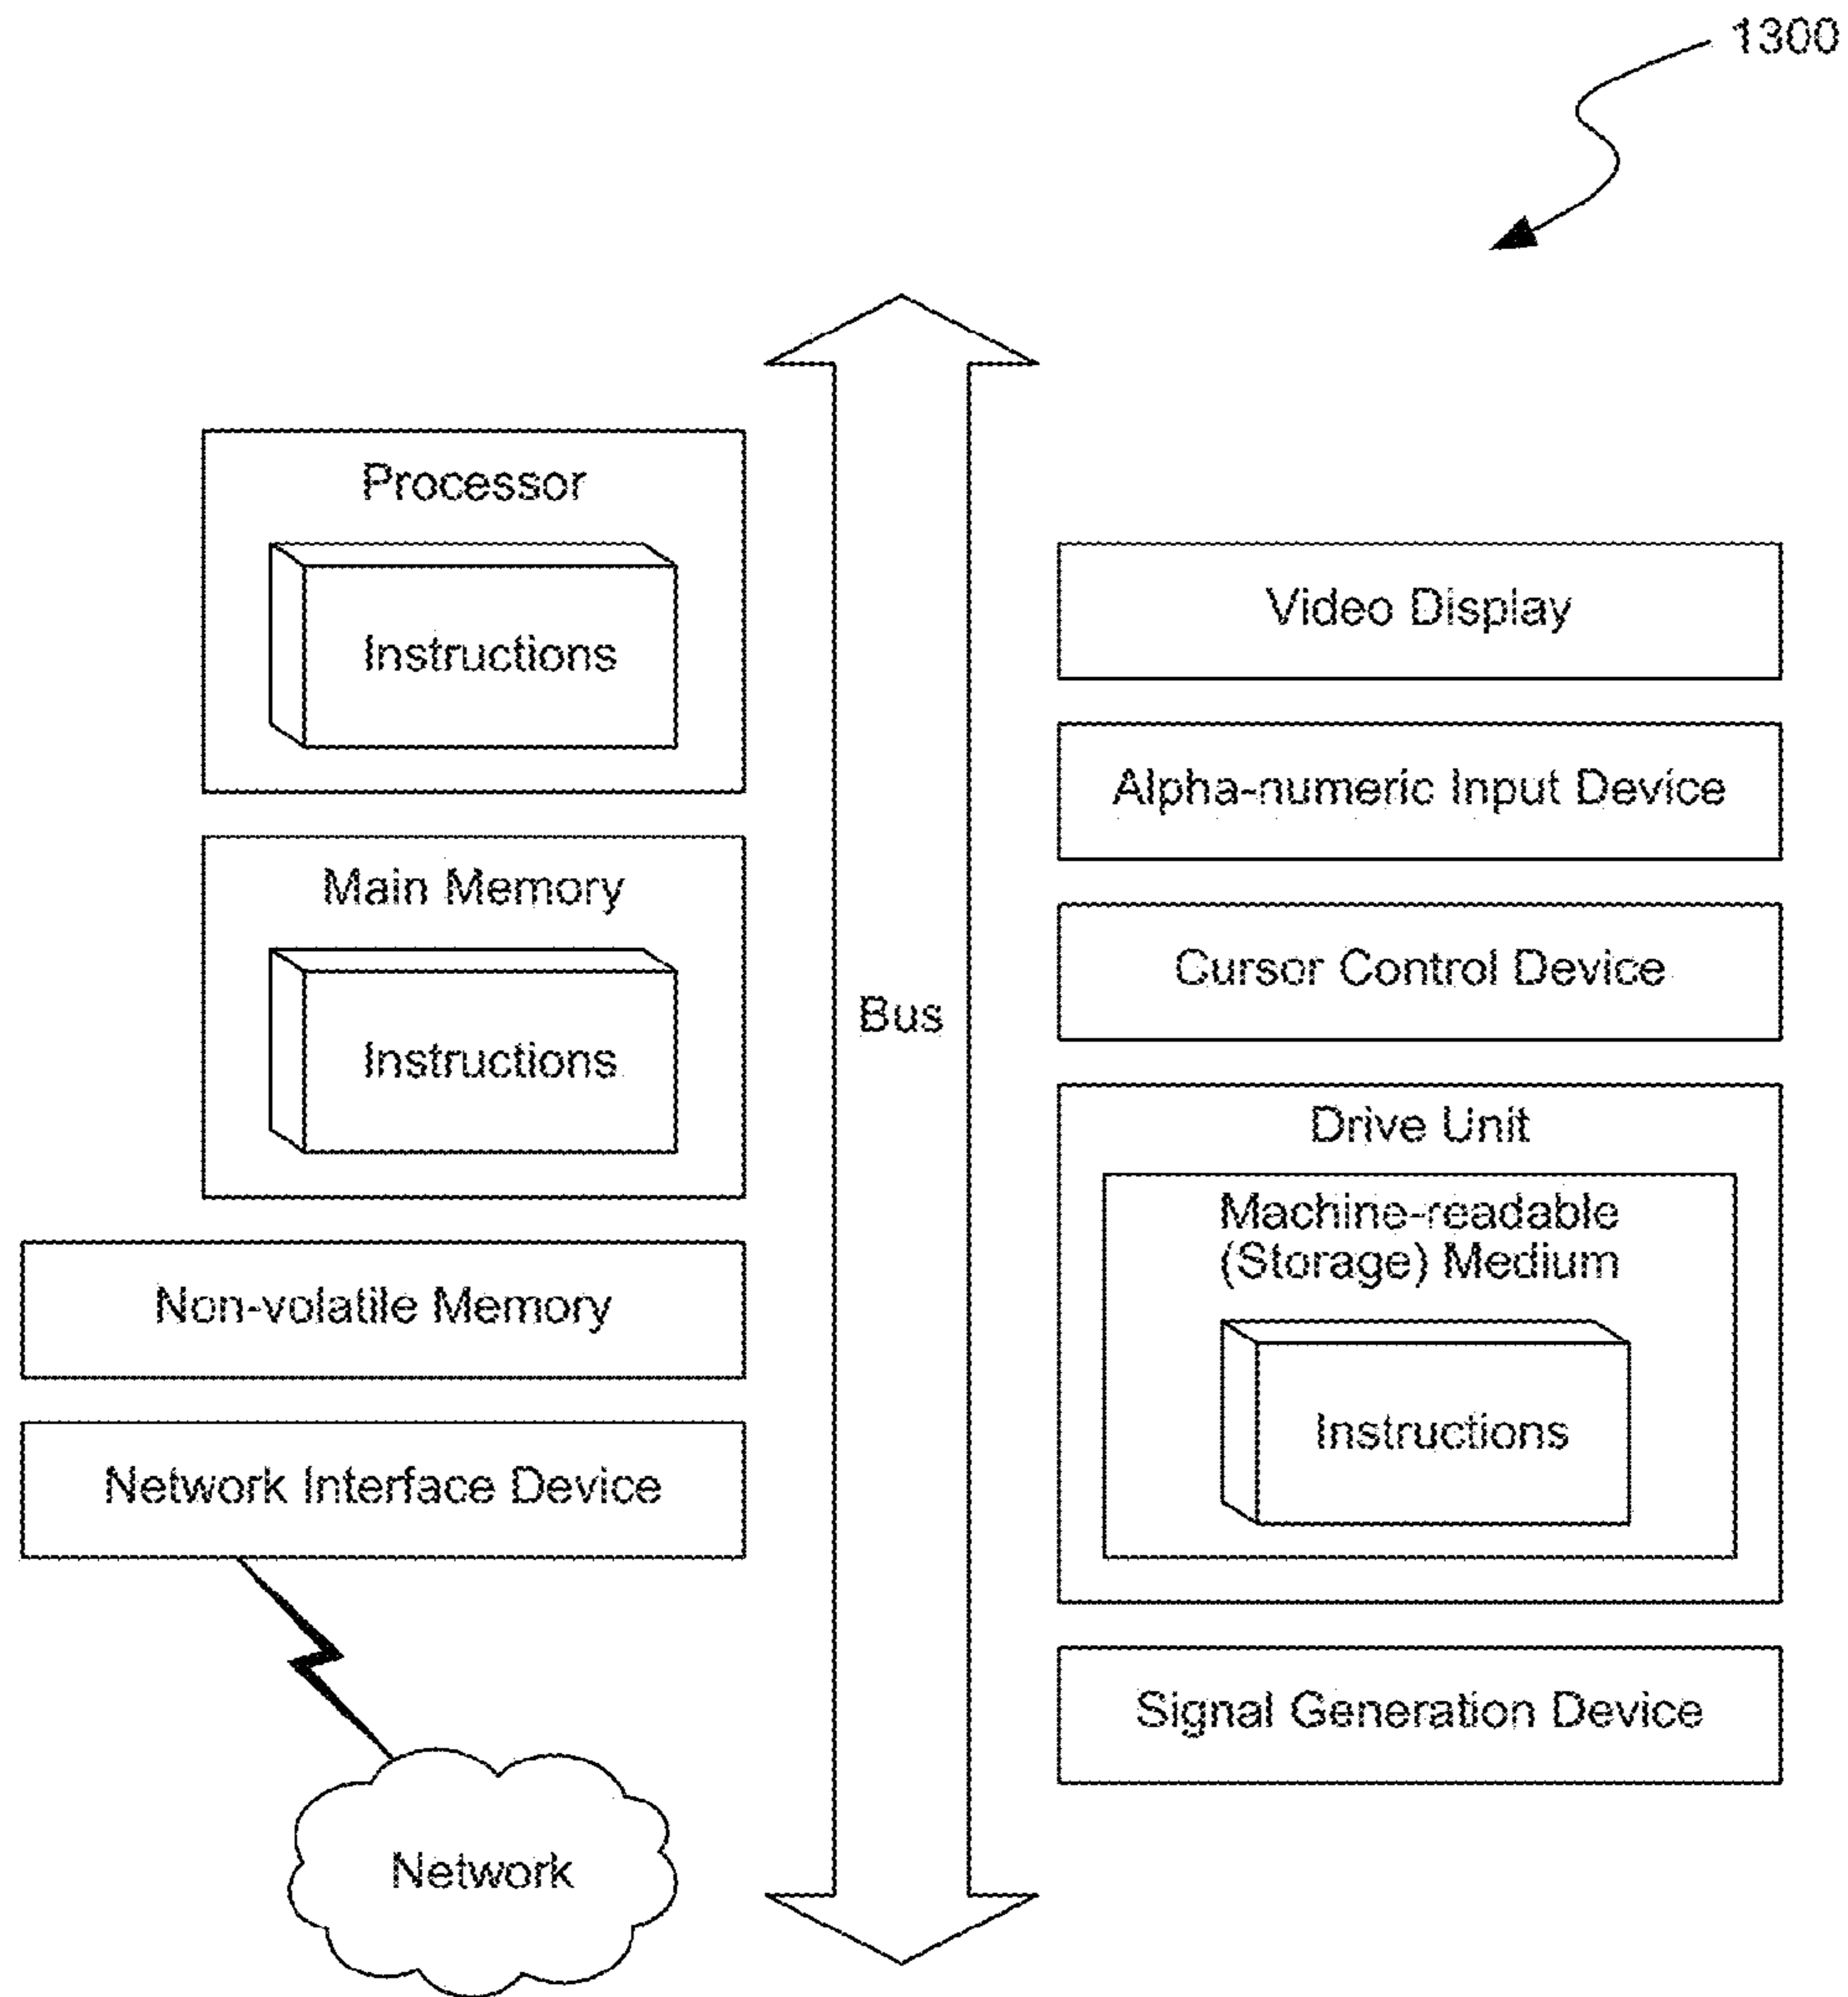 1300
Processor
Instructions
Main Memory
Instructions
Non-volatile Memory
Network Interface Device
Network
Bus
Video Display
Alpha-numeric Input Device
Cursor Control Device
Drive Unit
Machine-readable
(Storage) Medium
Instructions
Signal Generation Device